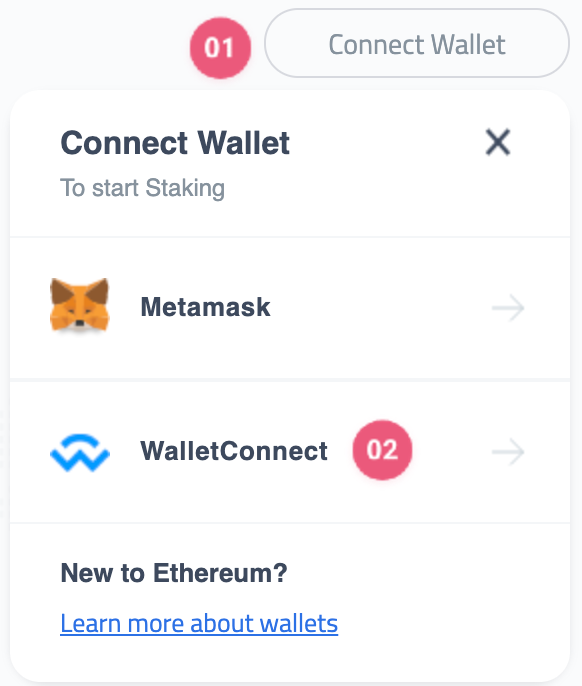 01 Connect Wallet
Connect Wallet
To start Staking
Metamask
WalletConnect 02
New to Ethereum?
Learn more about wallets